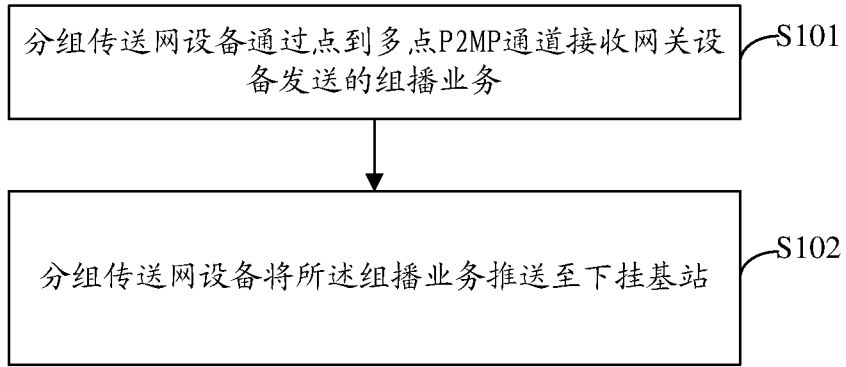 分组传送网设备通过点到多点P2MP通道接收网关设
备发送的组播业务
S101
分组传送网设备将所述组播业务推送至下挂基站
S102